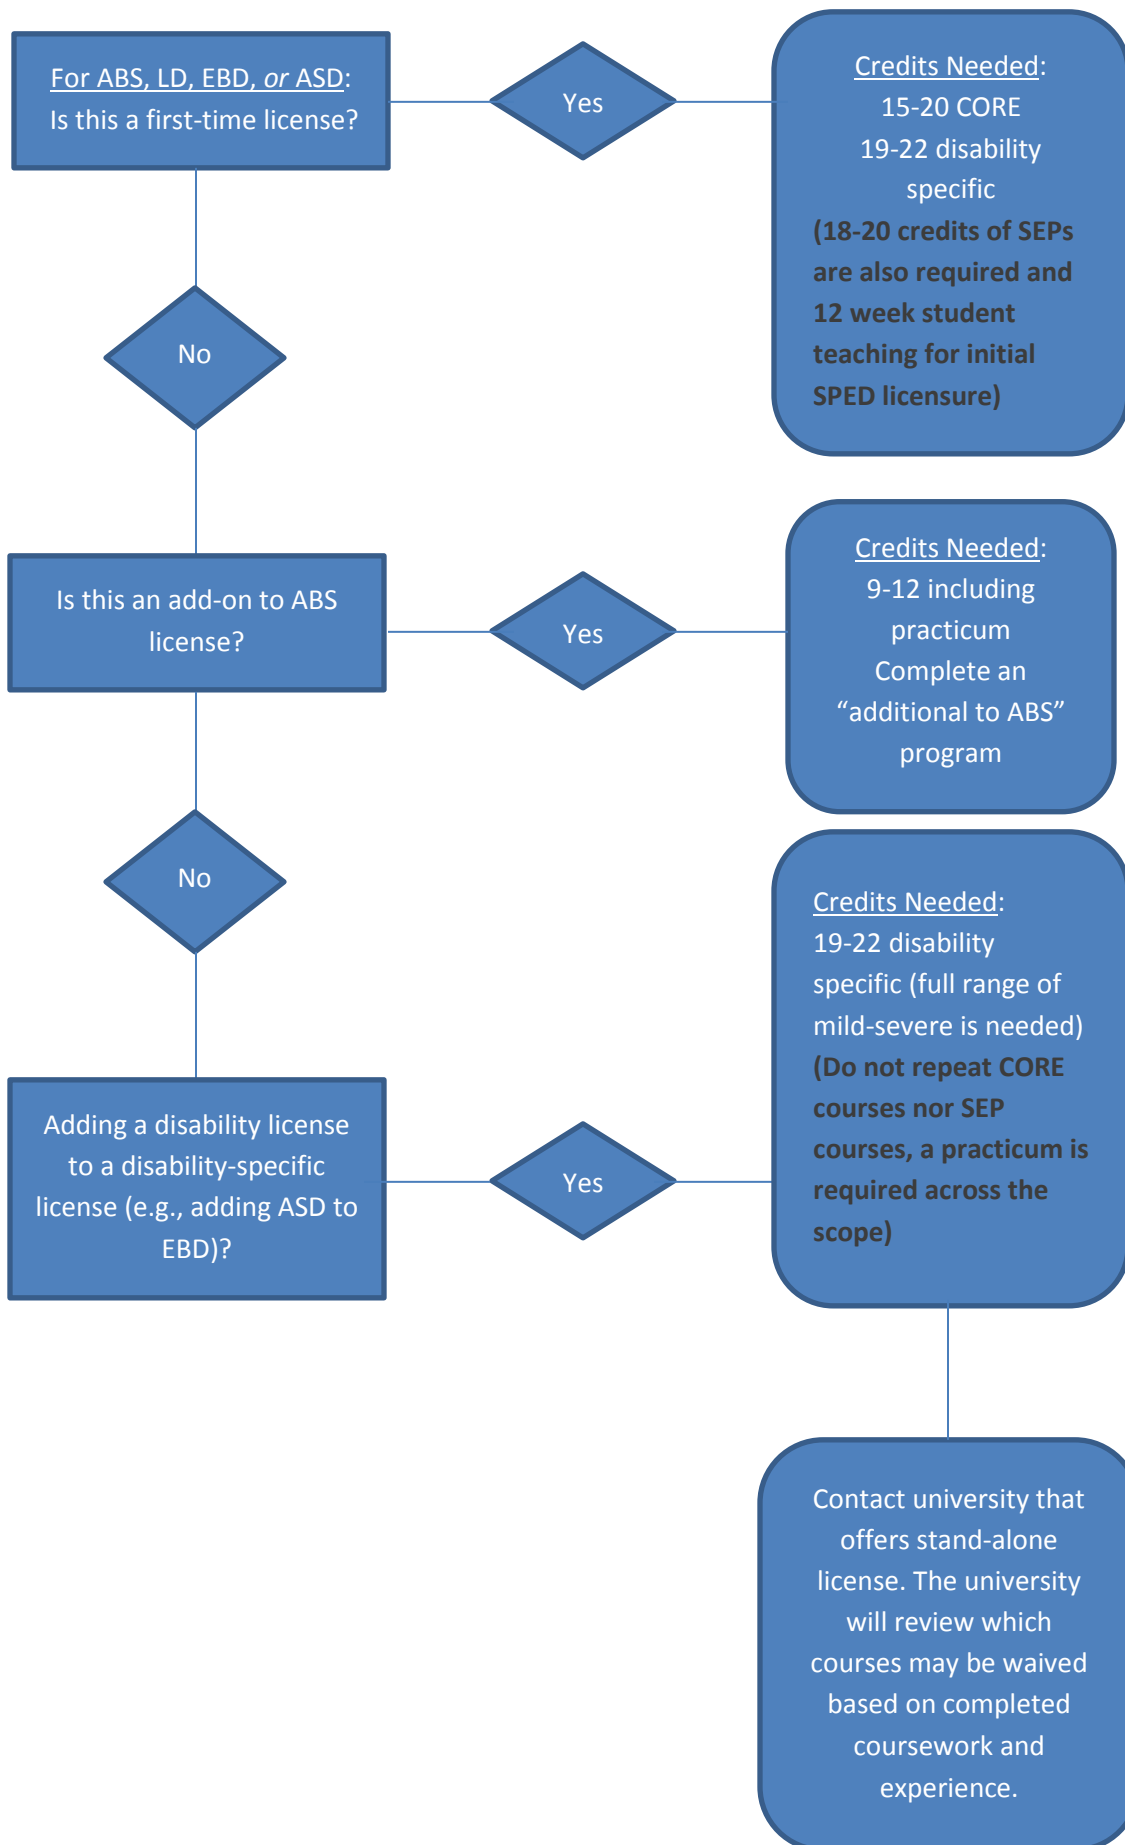 For ABS, LD, EBD, or ASD:
Is this a first-time license?
Yes
Credits Needed:
15-20 CORE
19-22 disability
specific
(18-20 credits of SEPs
are also required and
12 week student
teaching for initial
SPED licensure)
No
Is this an add-on to ABS
license?
Yes
Credits Needed:
9-12 including
practicum
Complete an
“additional to ABS”
program
No
Adding a disability license
to a disability-specific
license (e.g., adding ASD to
EBD)?
Yes
Credits Needed:
19-22 disability
specific (full range of
mild-severe is needed)
(Do not repeat CORE
courses nor SEP
courses, a practicum is
required across the
scope)
Contact university that
offers stand-alone
license. The university
will review which
courses may be waived
based on completed
coursework and
experience.